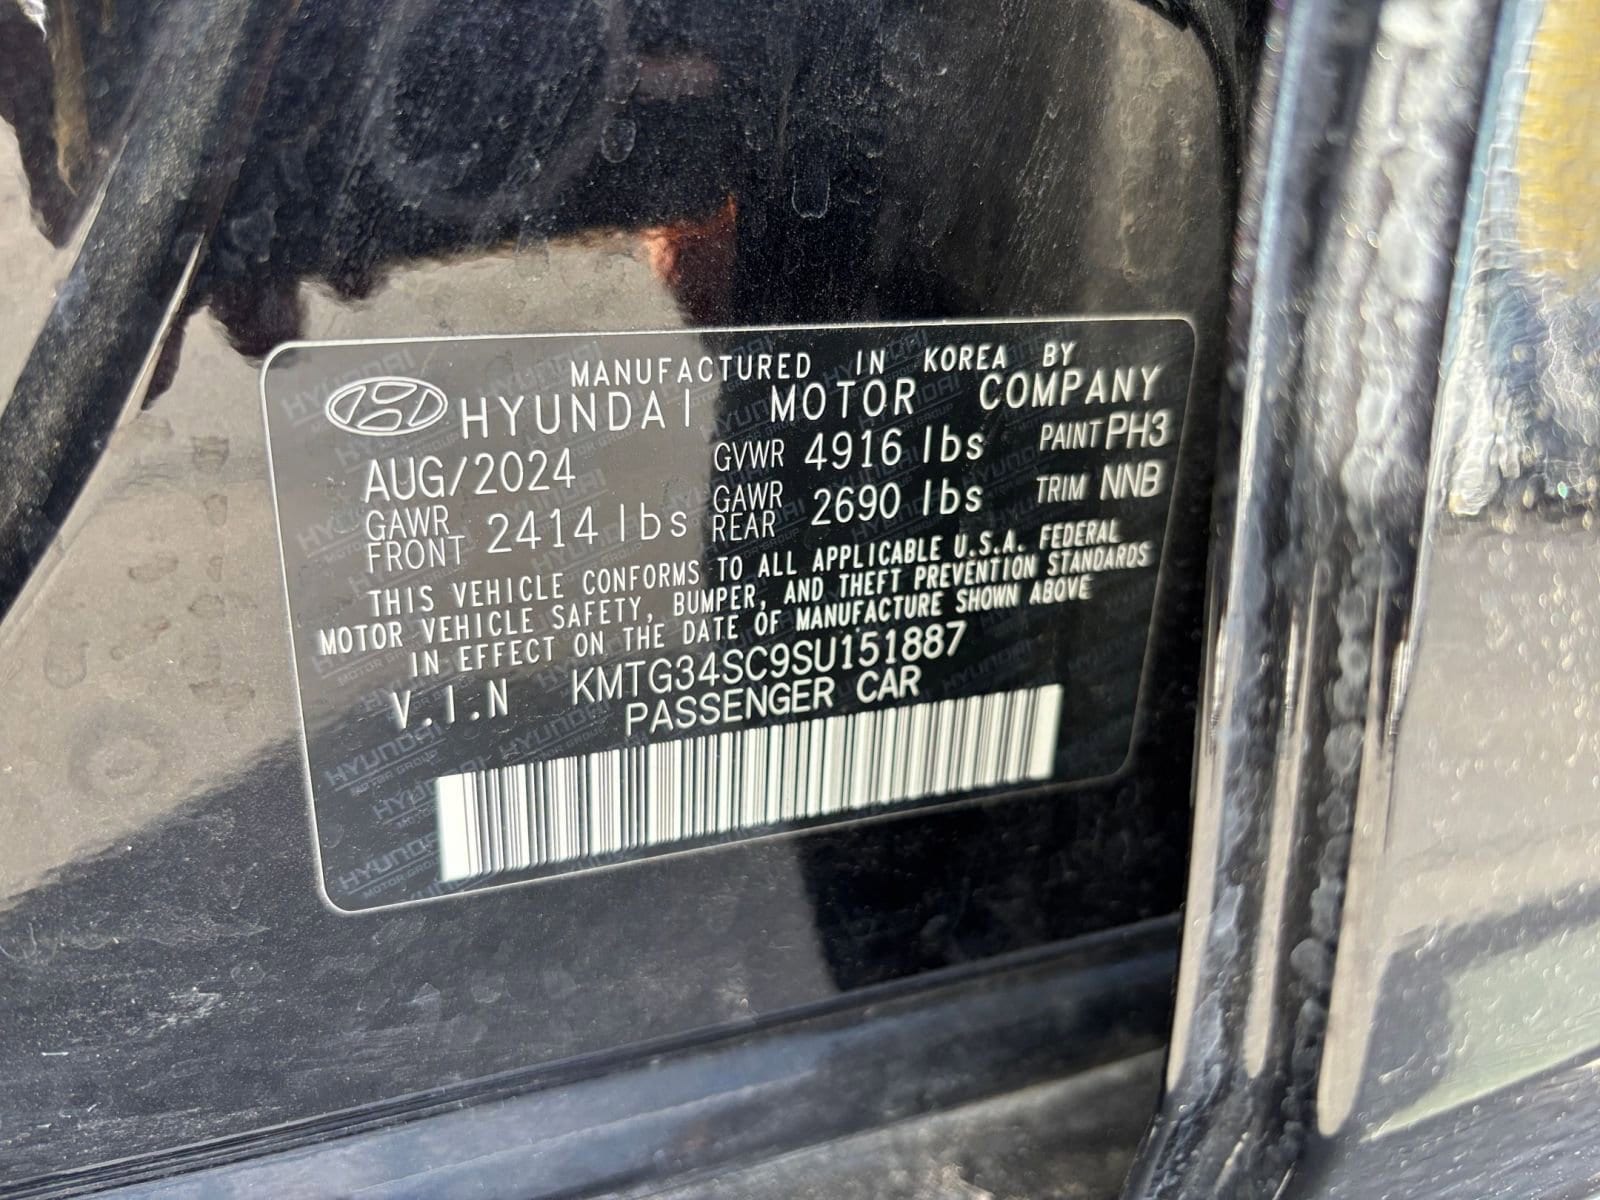 MANUFACTURED IN KOREA BY
HYUNDAI MOTOR COMPANY
AUG/2024 GVWR 4916 lbs PAINT PH3
GAWR FRONT 2414 lbs GAWR REAR 2690 lbs TRIM NNB
THIS VEHICLE CONFORMS TO ALL APPLICABLE U.S.A. FEDERAL
MOTOR VEHICLE SAFETY, BUMPER, AND THEFT PREVENTION STANDARDS
IN EFFECT ON THE DATE OF MANUFACTURE SHOWN ABOVE
V.I.N KMTG34SC9SU151887
PASSENGER CAR